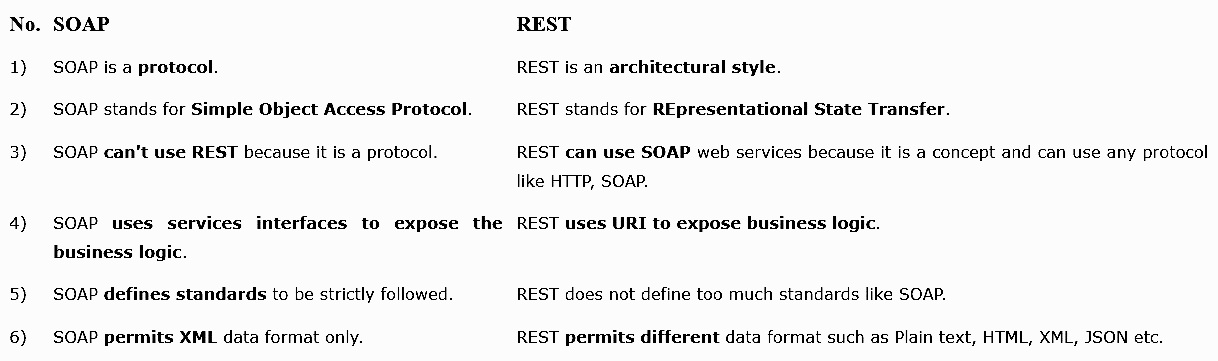 No. SOAP REST
1) SOAP is a protocol. REST is an architectural style.
2) SOAP stands for Simple Object Access Protocol. REST stands for REpresentational State Transfer.
3) SOAP can't use REST because it is a protocol. REST can use SOAP web services because it is a concept and can use any protocol
like HTTP, SOAP.
4) SOAP uses services interfaces to expose the REST uses URI to expose business logic.
business logic.
5) SOAP defines standards to be strictly followed. REST does not define too much standards like SOAP.
6) SOAP permits XML data format only. REST permits different data format such as Plain text, HTML, XML, JSON etc.